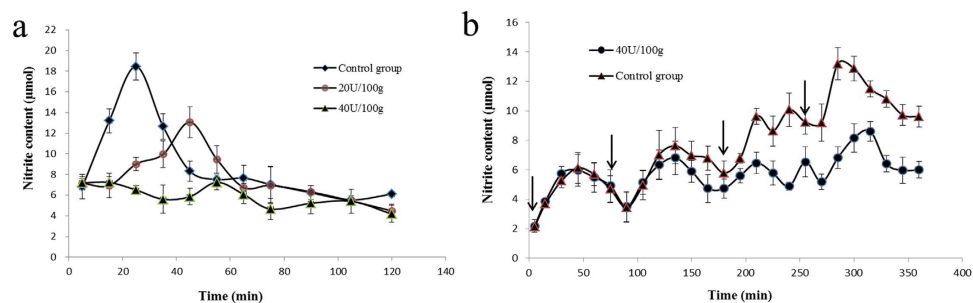 a
Nitrite content (µmol)
22
20
18
16
14
12
10
8
6
4
2
0
Control group
20U/100g
40U/100g
0 20 40 60 80 100 120 140
Time (min)
b
Nitrite content (µmol)
16
14
12
10
8
6
4
2
0
40U/100g
Control group
0 50 100 150 200 250 300 350 400
Time (min)